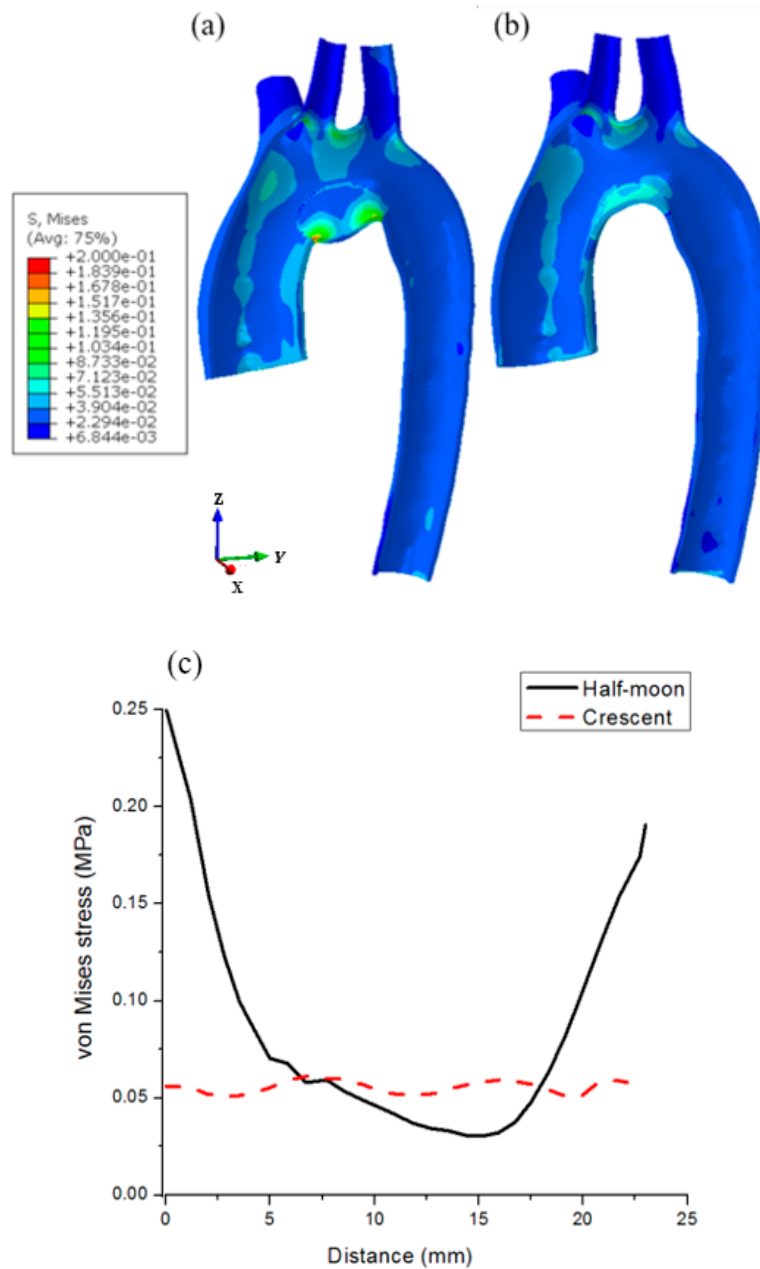 (a)
(b)
S, Mises
(Avg: 75%)
+2.000e-01
+1.839e-01
+1.678e-01
+1.517e-01
+1.356e-01
+1.195e-01
+1.034e-01
+8.733e-02
+7.123e-02
+5.513e-02
+3.904e-02
+2.294e-02
+6.844e-03
Z
Y
X
(c)
Half-moon
Crescent
0.25
0.20
0.15
0.10
0.05
0.00
von Mises stress (MPa)
0 5 10 15 20 25
Distance (mm)